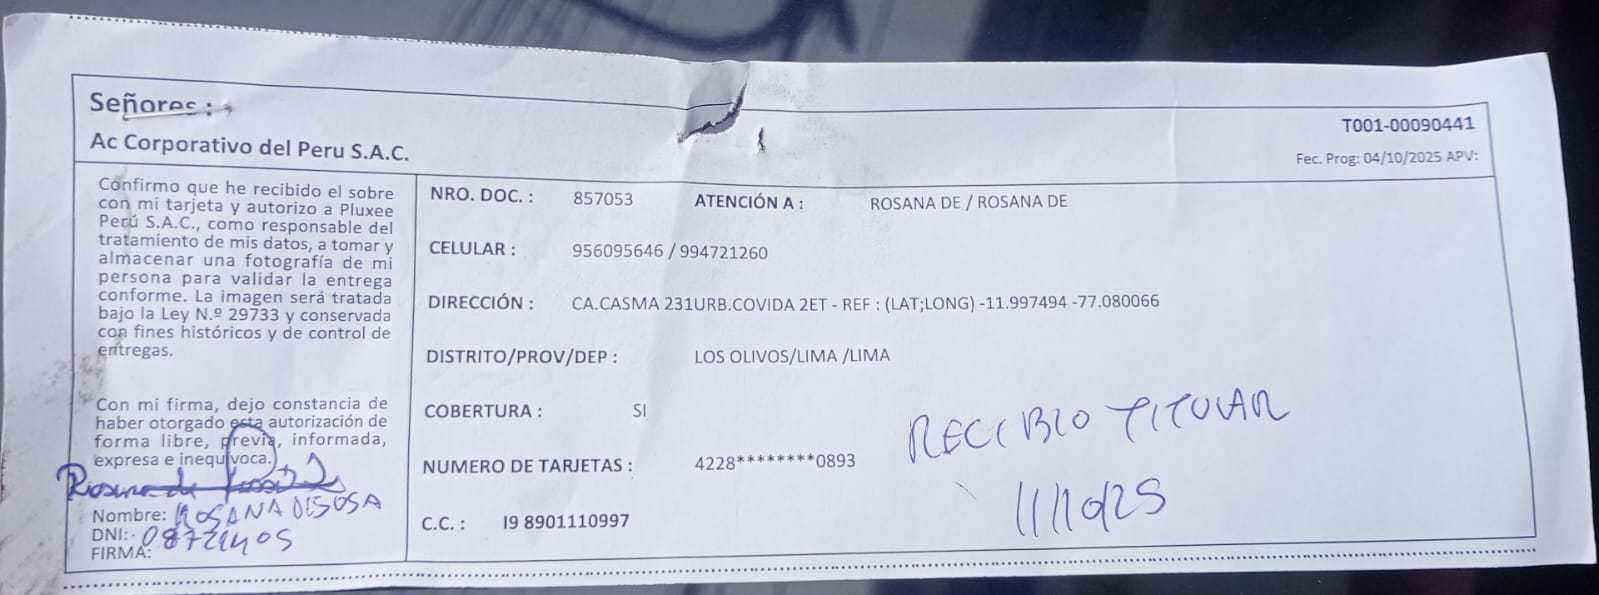 Señores :
Ac Corporativo del Peru S.A.C.
T001-00090441
Fec. Prog: 04/10/2025 APV:
Confirmo que he recibido el sobre
con mi tarjeta y autorizo a Pluxee
Perú S.A.C., como responsable del
tratamiento de mis datos, a tomar y
almacenar una fotografía de mi
persona para validar la entrega
conforme. La imagen será tratada
bajo la Ley N.º 29733 y conservada
con fines históricos y de control de
entregas.
Con mi firma, dejo constancia de
haber otorgado esta autorización de
forma libre, previa, informada,
expresa e inequívoca.
Rosana de
Nombre: ROSANA DE SOSA
DNI:
FIRMA:
NRO. DOC. : 857053 ATENCIÓN A : ROSANA DE / ROSANA DE
CELULAR : 956095646 / 994721260
DIRECCIÓN : CA.CASMA 231URB.COVIDA 2ET - REF : (LAT;LONG) -11.997494 -77.080066
DISTRITO/PROV/DEP : LOS OLIVOS/LIMA /LIMA
COBERTURA : SI
NUMERO DE TARJETAS : 4228********0893
C.C. : I9 8901110997
RECIBIO TITULAR
11/10/25